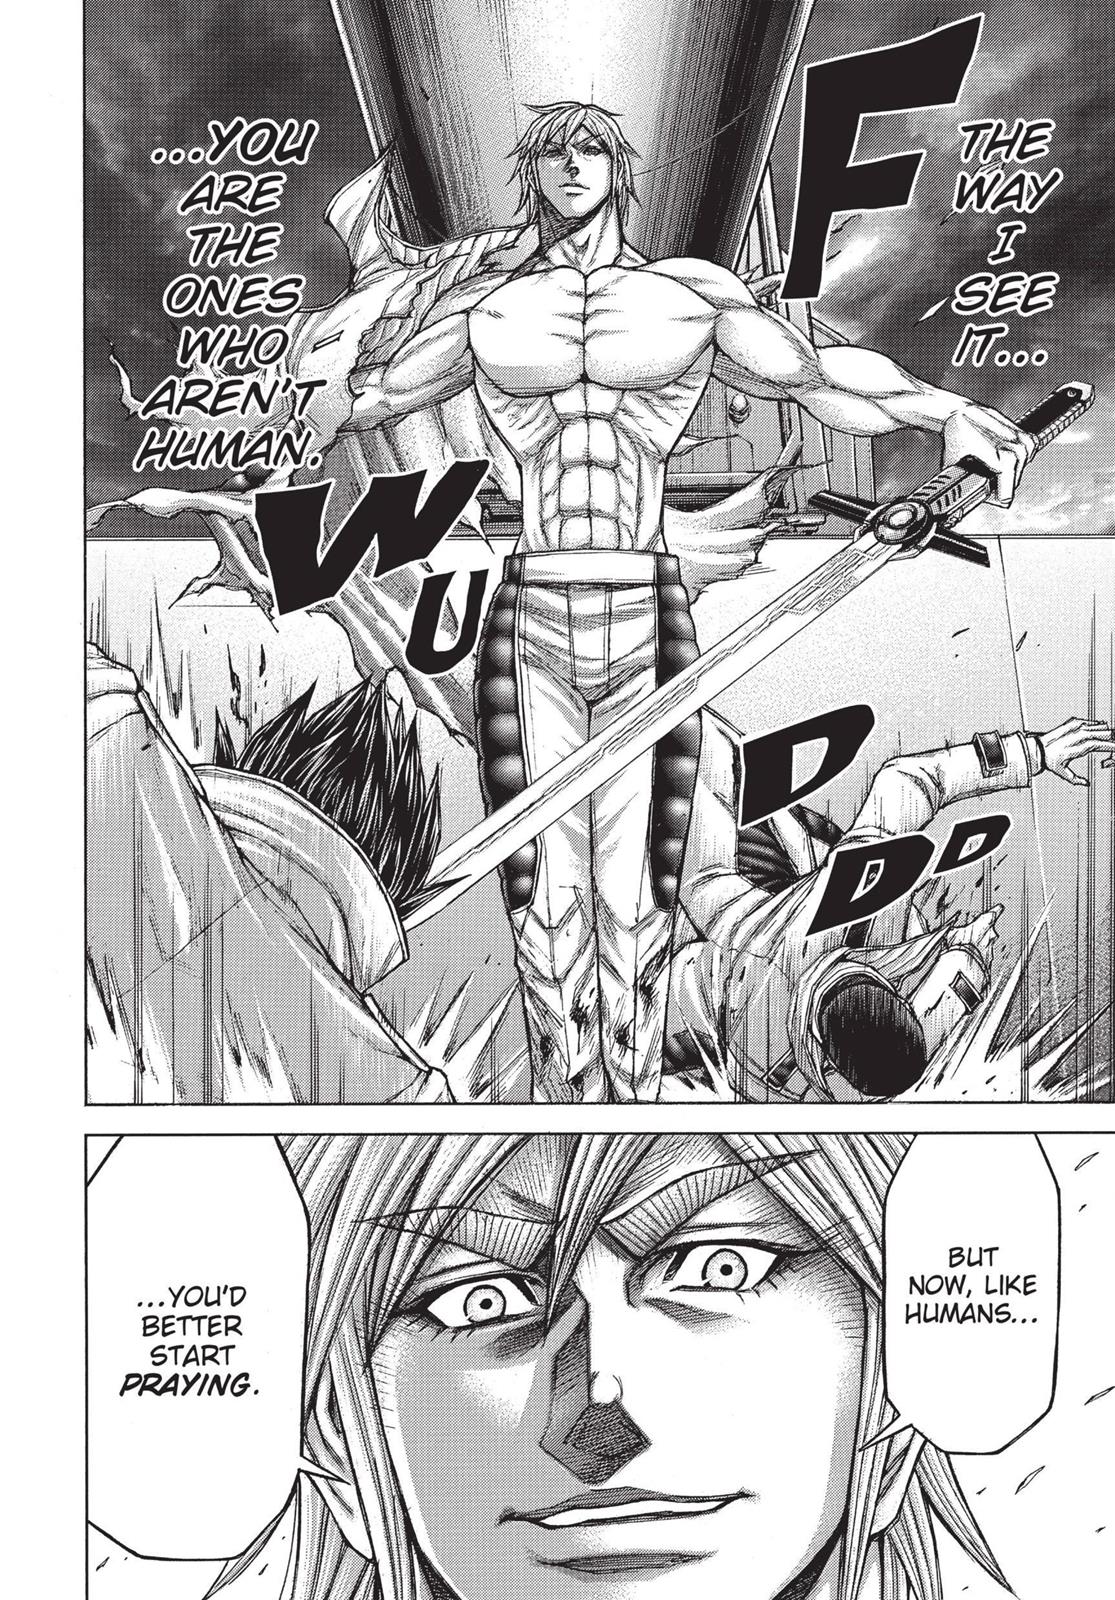 THE
WAY
I
SEE
IT...
FWUDDDD
...YOU
ARE
THE
ONES
WHO
AREN'T
HUMAN.
BUT
NOW, LIKE
HUMANS...
...YOU'D
BETTER
START
PRAYING.